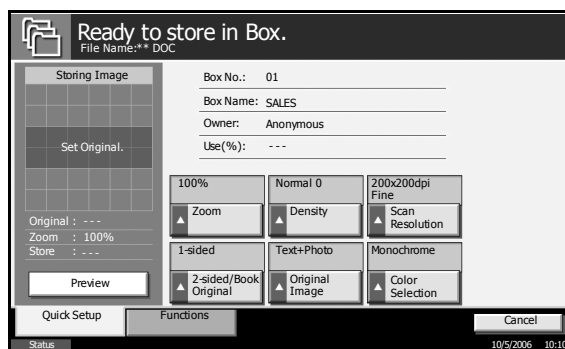 Ready to store in Box.
File Name:** DOC
Storing Image
Set Original.
Original : ---
Zoom : 100%
Store : ---
Preview
Box No.: 01
Box Name: SALES
Owner: Anonymous
Use(%): ---
100%
Zoom
Normal 0
Density
200x200dpi
Fine
Scan
Resolution
1-sided
2-sided/Book
Original
Text+Photo
Original
Image
Monochrome
Color
Selection
Quick Setup
Functions
Cancel
Status
10/5/2006 10:10